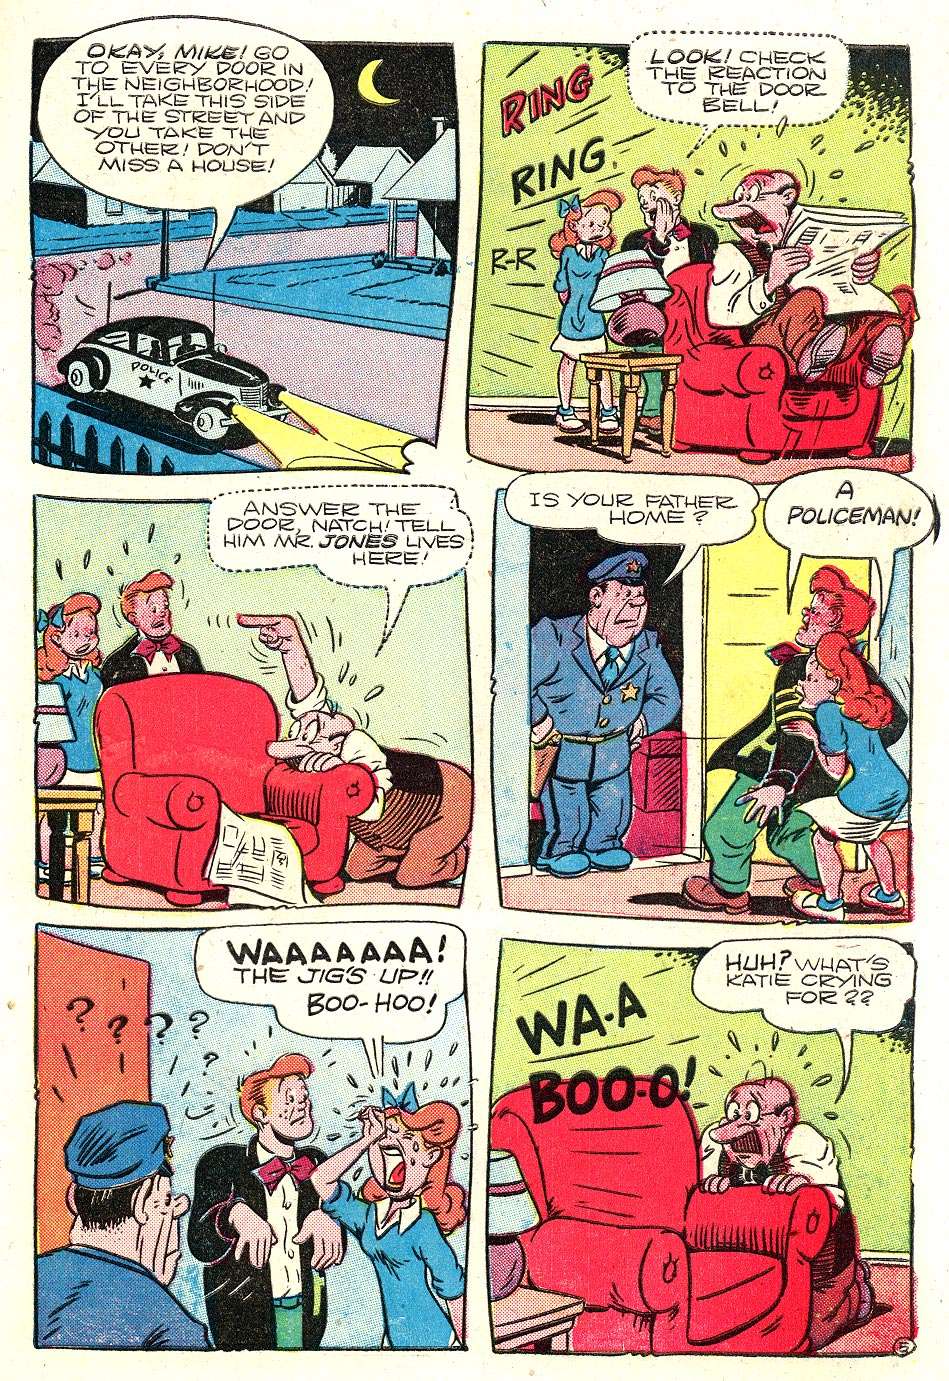 OKAY, MIKE! GO
TO EVERY DOOR IN
THE NEIGHBORHOOD!
I'LL TAKE THIS SIDE
OF THE STREET AND
YOU TAKE THE
OTHER! DON'T
MISS A HOUSE!
POLICE
LOOK! CHECK
THE REACTION
TO THE DOOR
BELL!
RING
RING
R-R
ANSWER THE
DOOR, NATCH! TELL
HIM MR. JONES LIVES
HERE!
IS YOUR FATHER
HOME?
A
POLICEMAN!
WAAAAAAA!
THE JIG'S UP!!
BOO-HOO!
? ? ? ?
?
HUH? WHAT'S
KATIE CRYING
FOR??
WA-A
BOO-O!
5